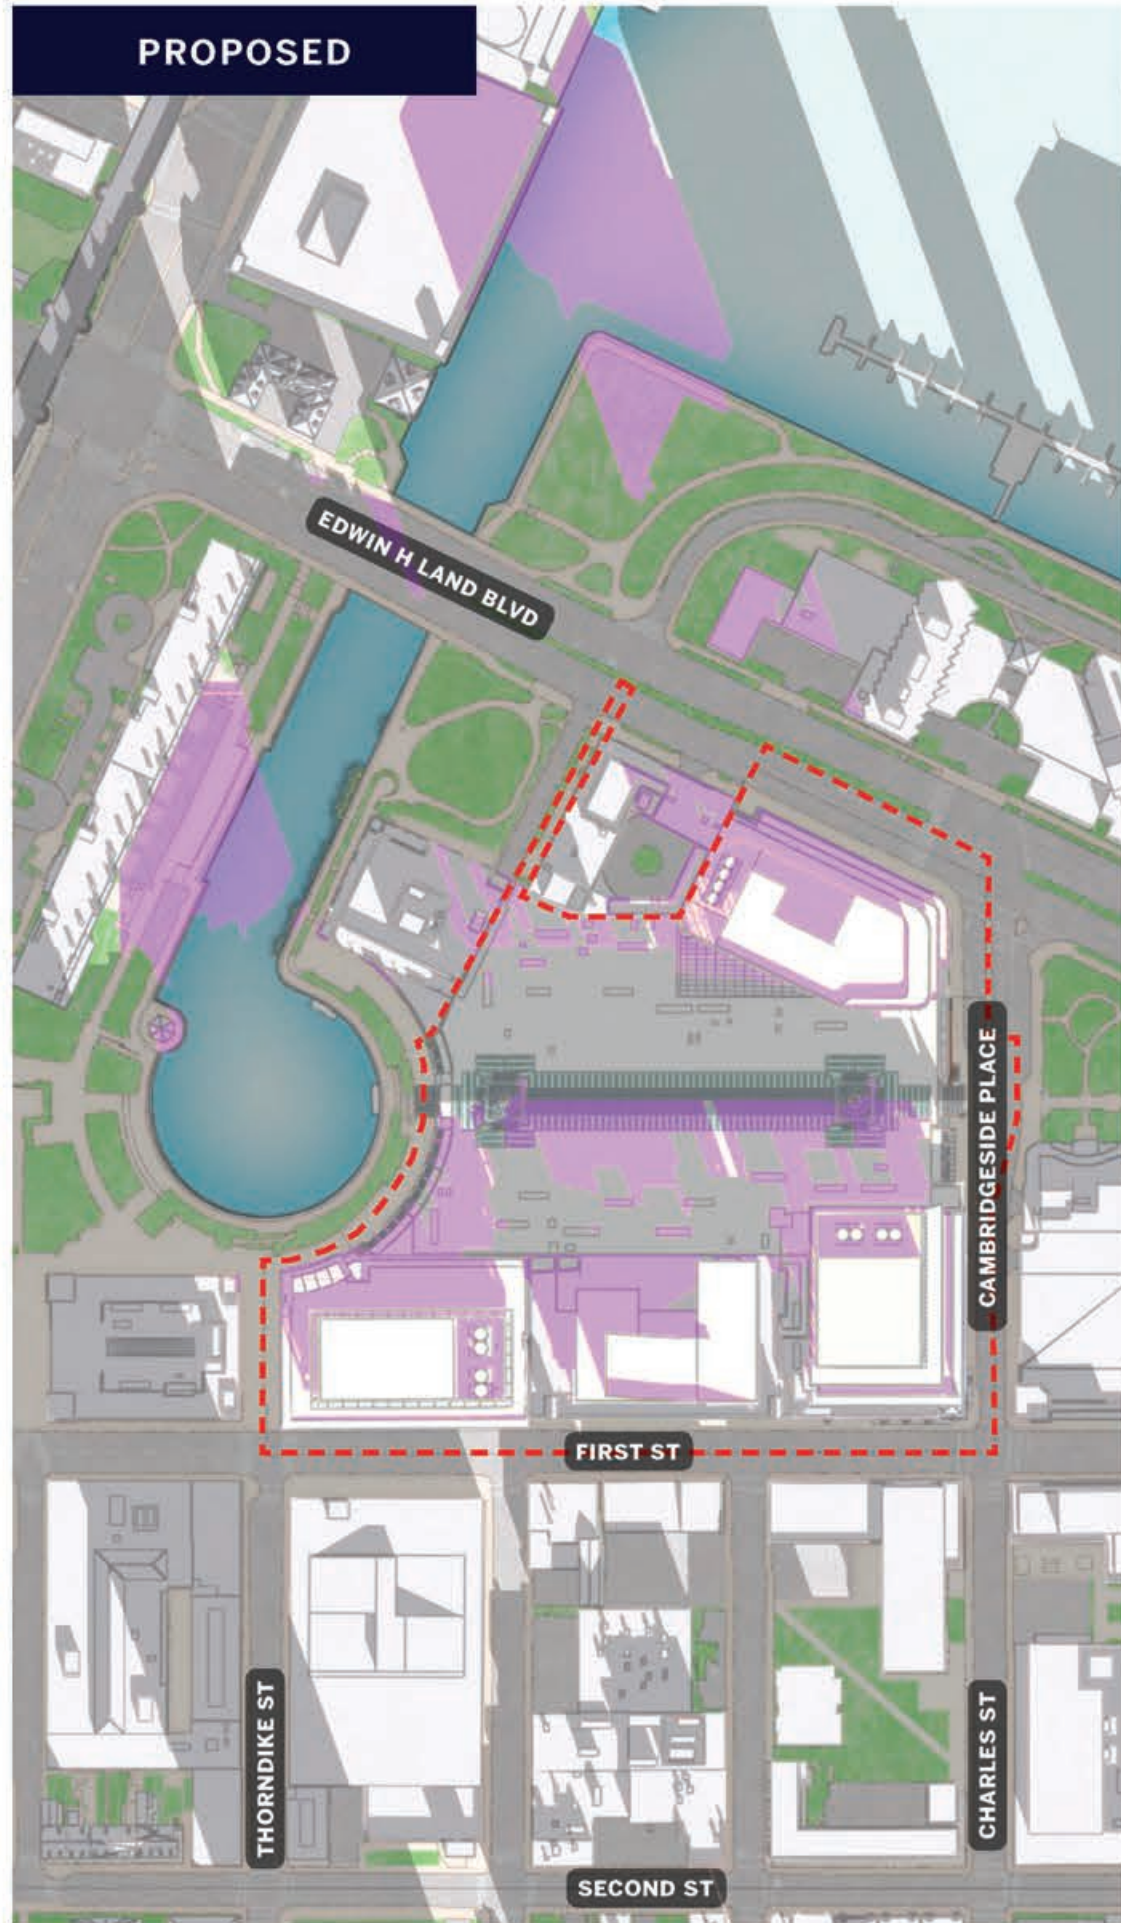 PROPOSED
EDWIN H LAND BLVD
CAMBRIDGESIDE PLACE
FIRST ST
THORNDIKE ST
CHARLES ST
SECOND ST